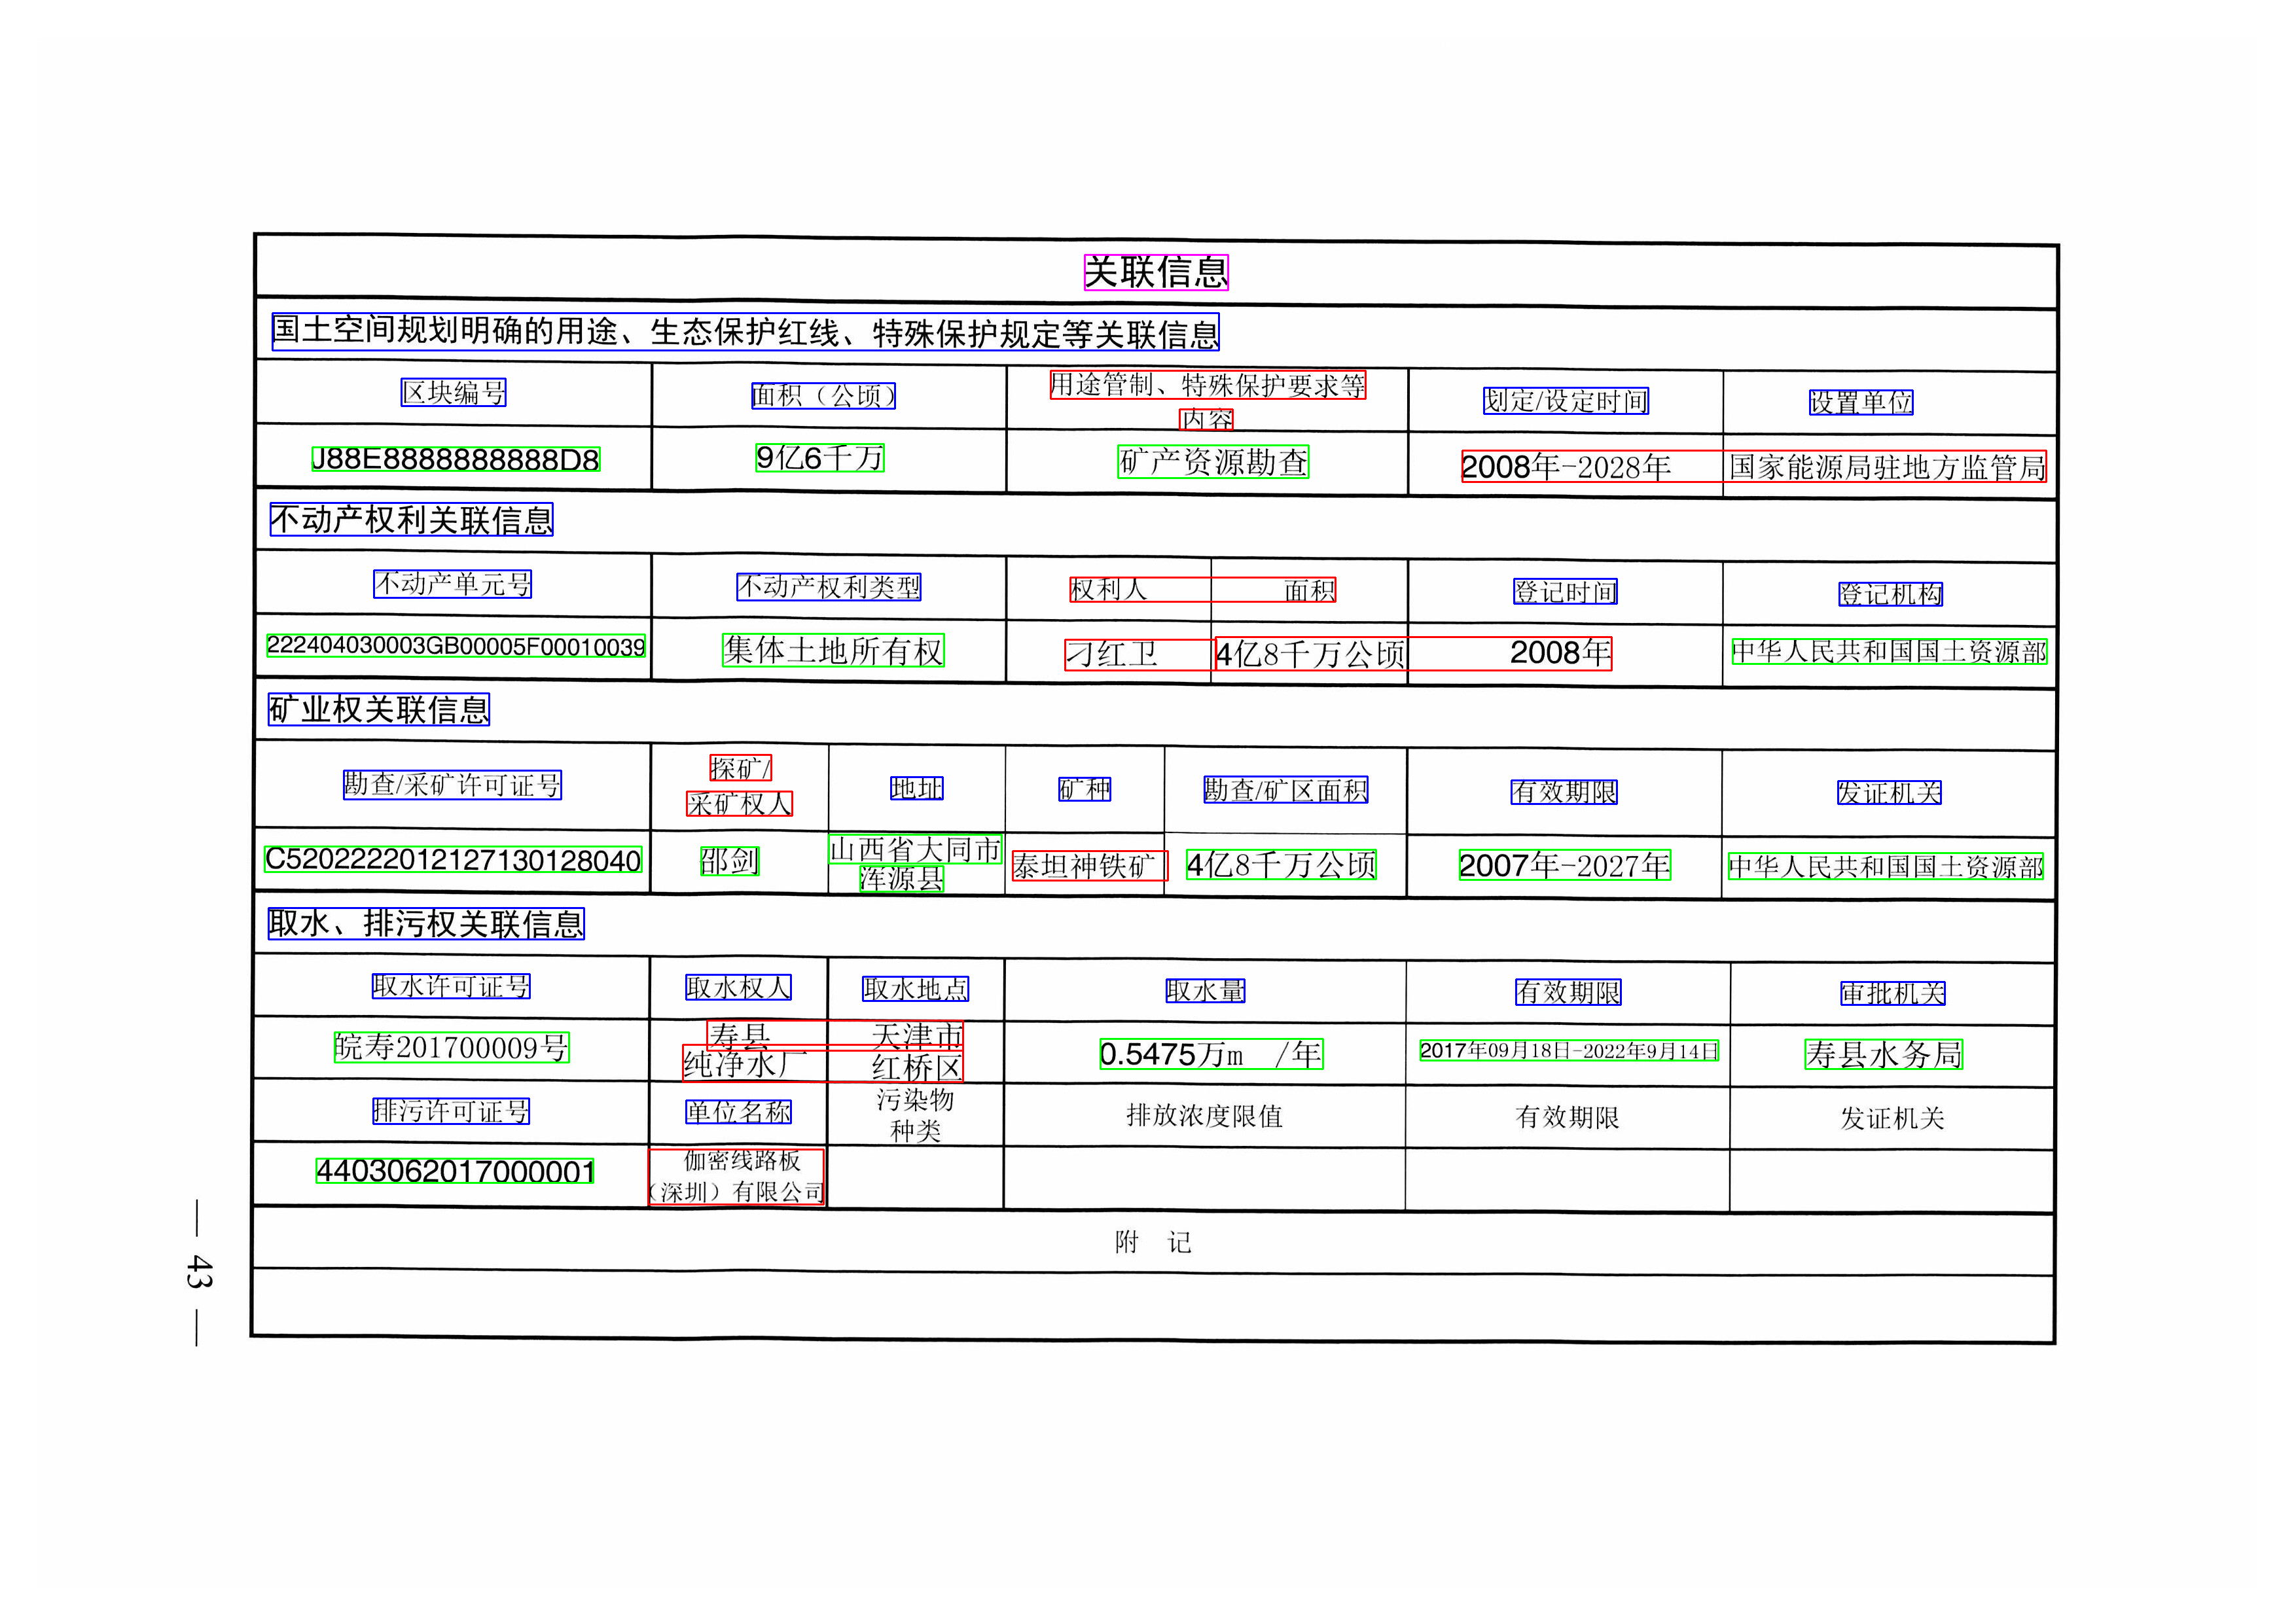 关联信息
国土空间规划明确的用途、生态保护红线、特殊保护规定等关联信息
区块编号 面积（公顷） 用途管制、特殊保护要求等 划定/设定时间 设置单位
内容
J88E8888888888D8 9亿6千万 矿产资源勘查 2008年-2028年 国家能源局驻地方监管局
不动产权利关联信息
不动产单元号 不动产权利类型 权利人 面积 登记时间 登记机构
222404030003GB00005F00010039 集体土地所有权 刁红卫 4亿8千万公顷 2008年 中华人民共和国国土资源部
矿业权关联信息
探矿/
勘查/采矿许可证号 采矿权人 地址 矿种 勘查/矿区面积 有效期限 发证机关
山西省大同市
C5202222012127130128040 邵剑 浑源县 泰坦神铁矿 4亿8千万公顷 2007年-2027年 中华人民共和国国土资源部
取水、排污权关联信息
取水许可证号 取水权人 取水地点 取水量 有效期限 审批机关
寿县 天津市
皖寿201700009号 纯净水厂 红桥区 0.5475万m /年 2017年09月18日-2022年9月14日 寿县水务局
污染物
排污许可证号 单位名称 种类 排放浓度限值 有效期限 发证机关
伽密线路板
4403062017000001 （深圳）有限公司
附 记
— 43 —